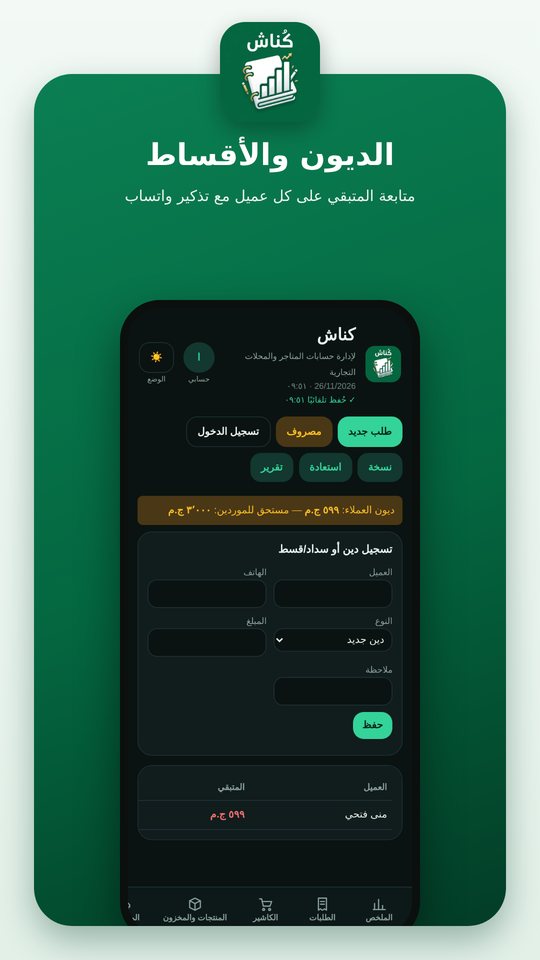 كُناش
الديون والأقساط
متابعة المتبقي على كل عميل مع تذكير واتساب
كناش
كُناش
لإدارة حسابات المتاجر والمحلات
التجارية
26/11/2026 · ٠٩:٥١
✓ حُفظ تلقائيًا ٠٩:٥١
حسابي
ا
الوضع
طلب جديد
مصروف
تسجيل الدخول
نسخة
استعادة
تقرير
ديون العملاء: ٥٩٩ ج.م — مستحق للموردين: ٣٬٠٠٠ ج.م
تسجيل دين أو سداد/قسط
العميل
الهاتف
النوع
المبلغ
دين جديد
ملاحظة
حفظ
العميل
المتبقي
منى فتحي
٥٩٩ ج.م
الملخص
الطلبات
الكاشير
المنتجات والمخزون